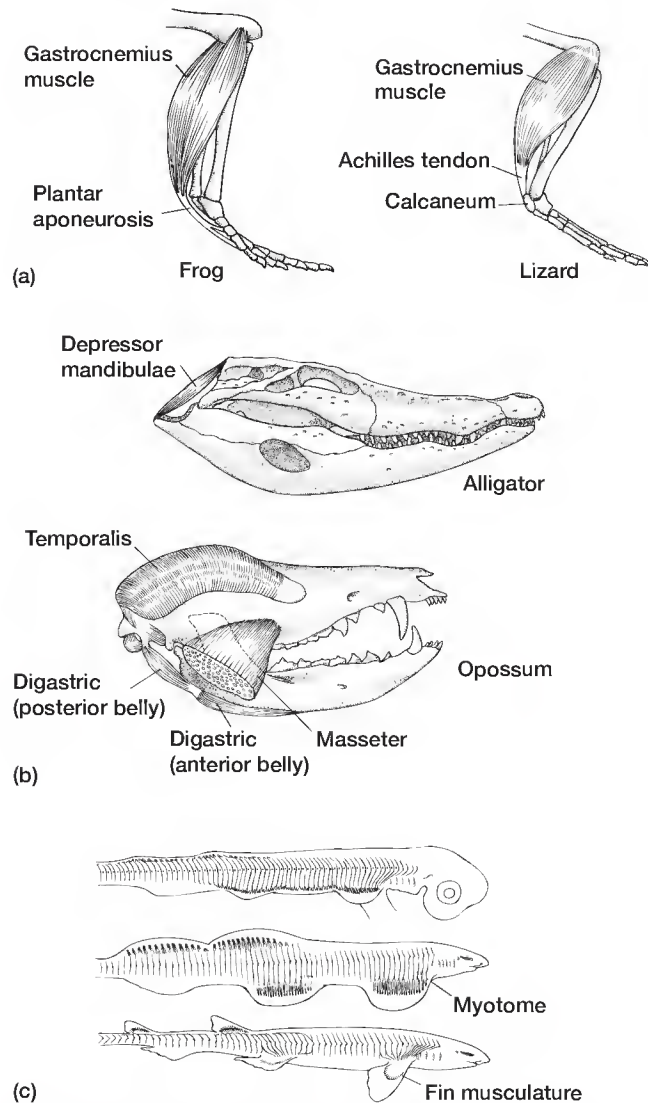 Gastrocnemius
muscle
Plantar
aponeurosis
Frog
Gastrocnemius
muscle
Achilles tendon
Calcaneum
Lizard
(a)
Depressor
mandibulae
Alligator
Temporalis
Opossum
Digastric
(posterior belly)
Digastric
(anterior belly)
Masseter
(b)
Myotome
Fin musculature
(c)